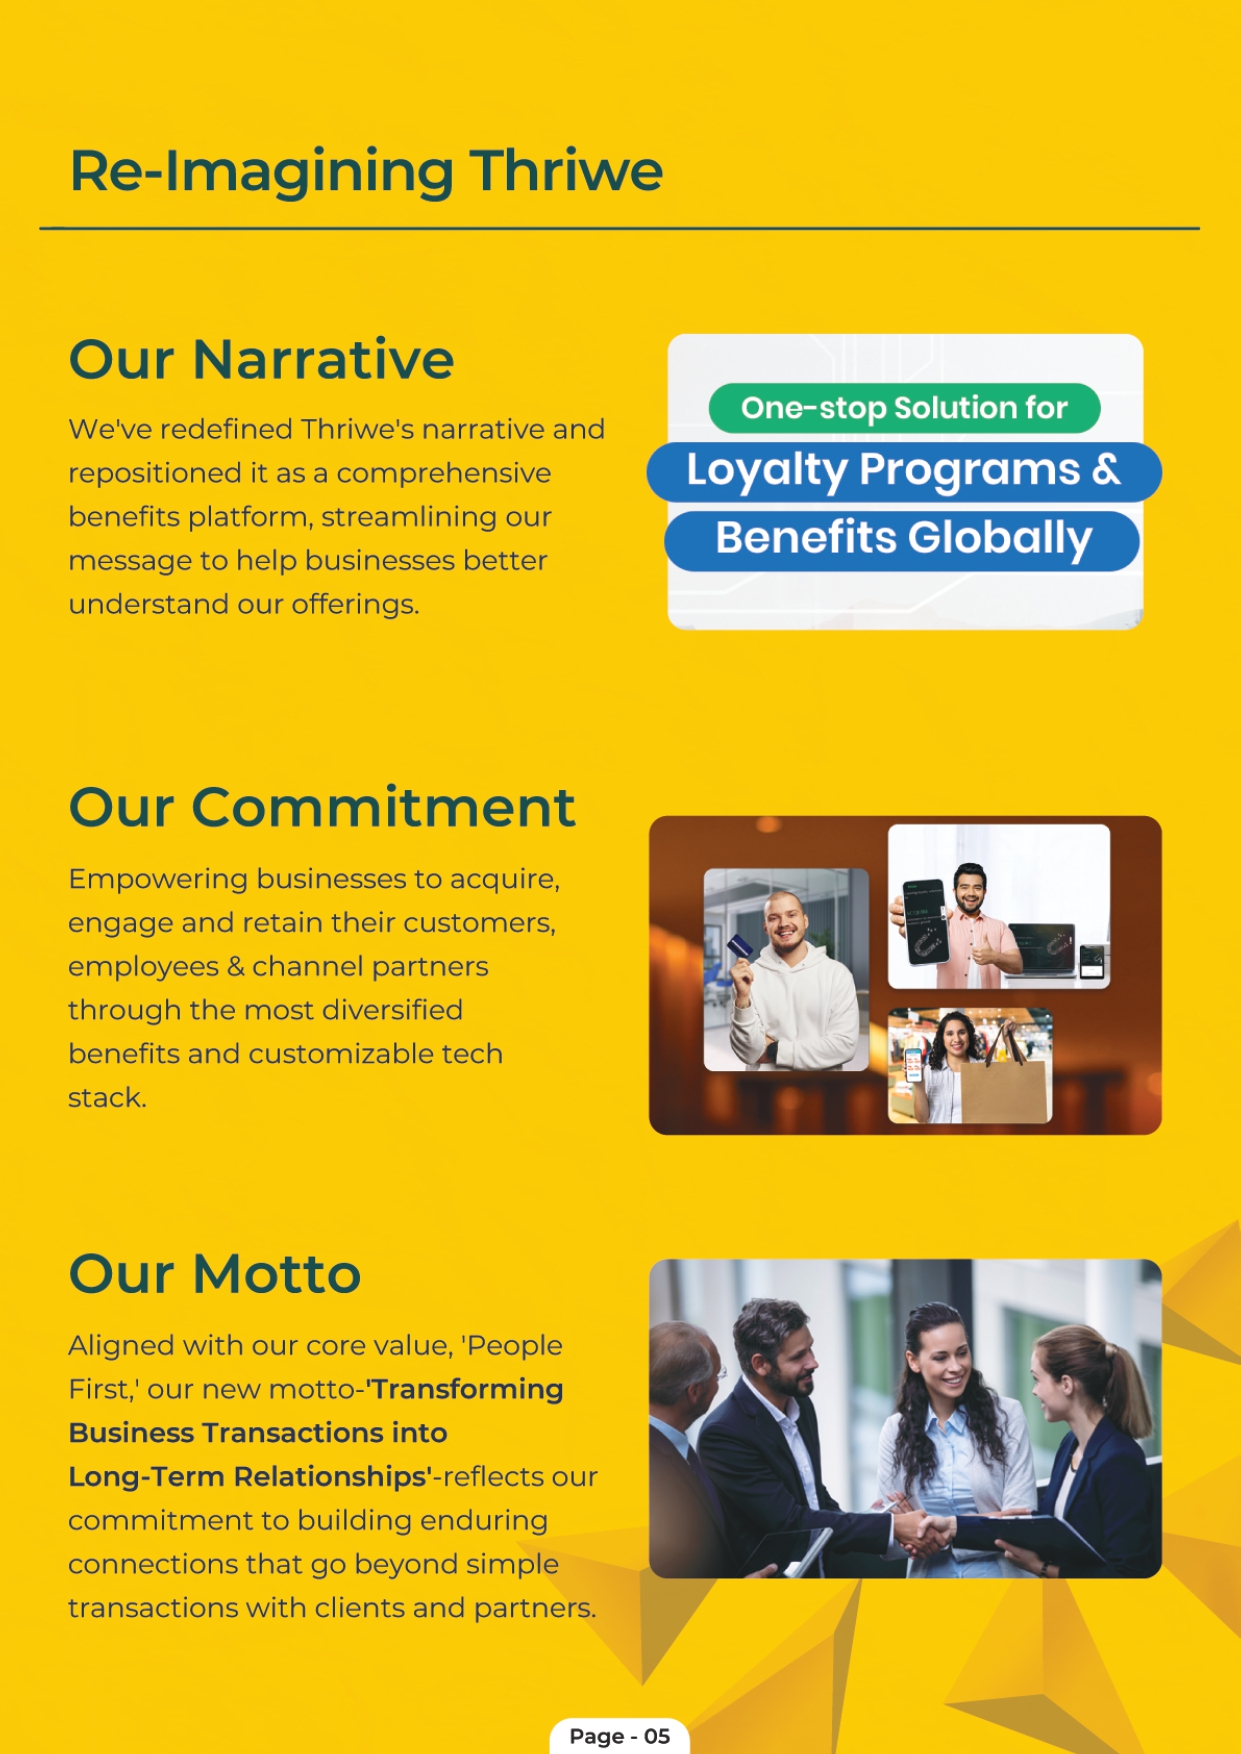 Re-Imagining Thriwe
Our Narrative
We've redefined Thriwe's narrative and
repositioned it as a comprehensive
benefits platform, streamlining our
message to help businesses better
understand our offerings.
One-stop Solution for
Loyalty Programs &
Benefits Globally
Our Commitment
Empowering businesses to acquire,
engage and retain their customers,
employees & channel partners
through the most diversified
benefits and customizable tech
stack.
Our Motto
Aligned with our core value, 'People
First,' our new motto-'Transforming
Business Transactions into
Long-Term Relationships'-reflects our
commitment to building enduring
connections that go beyond simple
transactions with clients and partners.
Page - 05